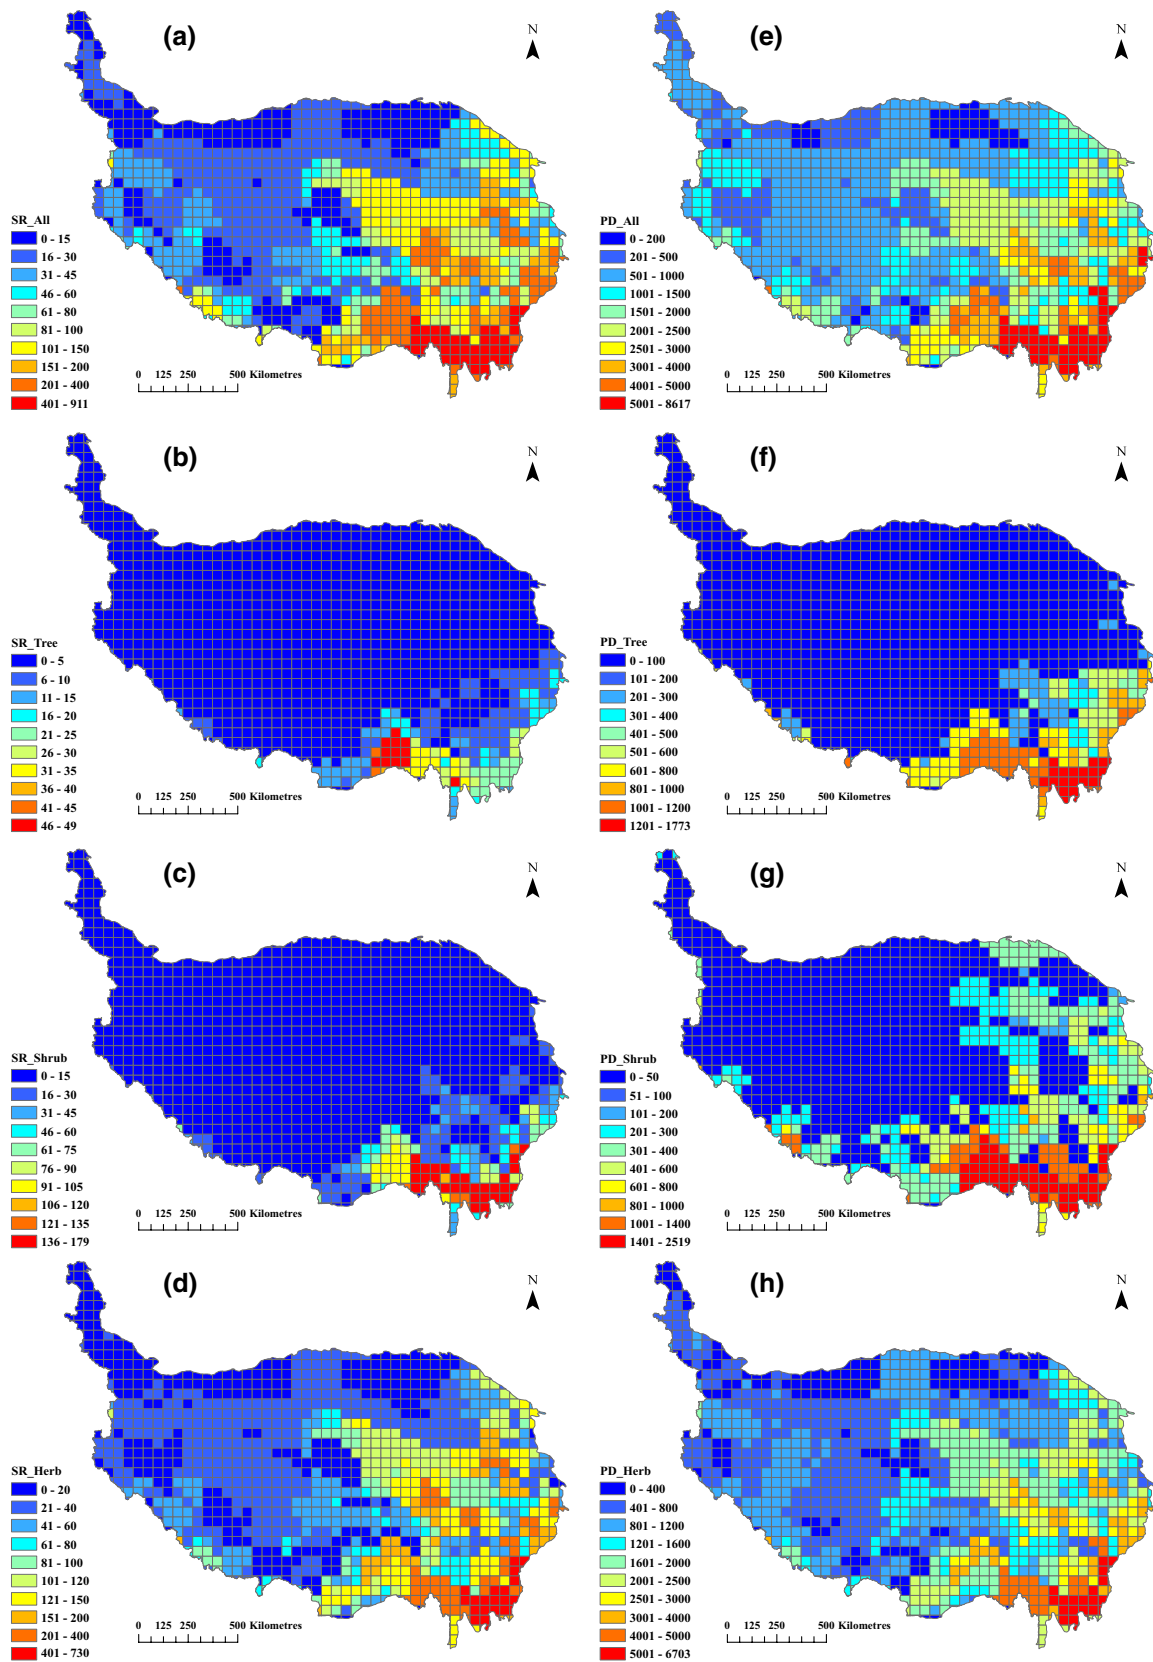 (a)
N
SR_All
0 - 15
16 - 30
31 - 45
46 - 60
61 - 80
81 - 100
101 - 150
151 - 200
201 - 400
401 - 911
0 125 250 500 Kilometres
(e)
N
PD_All
0 - 200
201 - 500
501 - 1000
1001 - 1500
1501 - 2000
2001 - 2500
2501 - 3000
3001 - 4000
4001 - 5000
5001 - 8617
0 125 250 500 Kilometres
(b)
N
SR_Tree
0 - 5
6 - 10
11 - 15
16 - 20
21 - 25
26 - 30
31 - 35
36 - 40
41 - 45
46 - 49
0 125 250 500 Kilometres
(f)
N
PD_Tree
0 - 100
101 - 200
201 - 300
301 - 400
401 - 500
501 - 600
601 - 800
801 - 1000
1001 - 1200
1201 - 1773
0 125 250 500 Kilometres
(c)
N
SR_Shrub
0 - 15
16 - 30
31 - 45
46 - 60
61 - 75
76 - 90
91 - 105
106 - 120
121 - 135
136 - 179
0 125 250 500 Kilometres
(g)
N
PD_Shrub
0 - 50
51 - 100
101 - 200
201 - 300
301 - 400
401 - 600
601 - 800
801 - 1000
1001 - 1400
1401 - 2519
0 125 250 500 Kilometres
(d)
N
SR_Herb
0 - 20
21 - 40
41 - 60
61 - 80
81 - 100
101 - 120
121 - 150
151 - 200
201 - 400
401 - 730
0 125 250 500 Kilometres
(h)
N
PD_Herb
0 - 400
401 - 800
801 - 1200
1201 - 1600
1601 - 2000
2001 - 2500
2501 - 3000
3001 - 4000
4001 - 5000
5001 - 6703
0 125 250 500 Kilometres